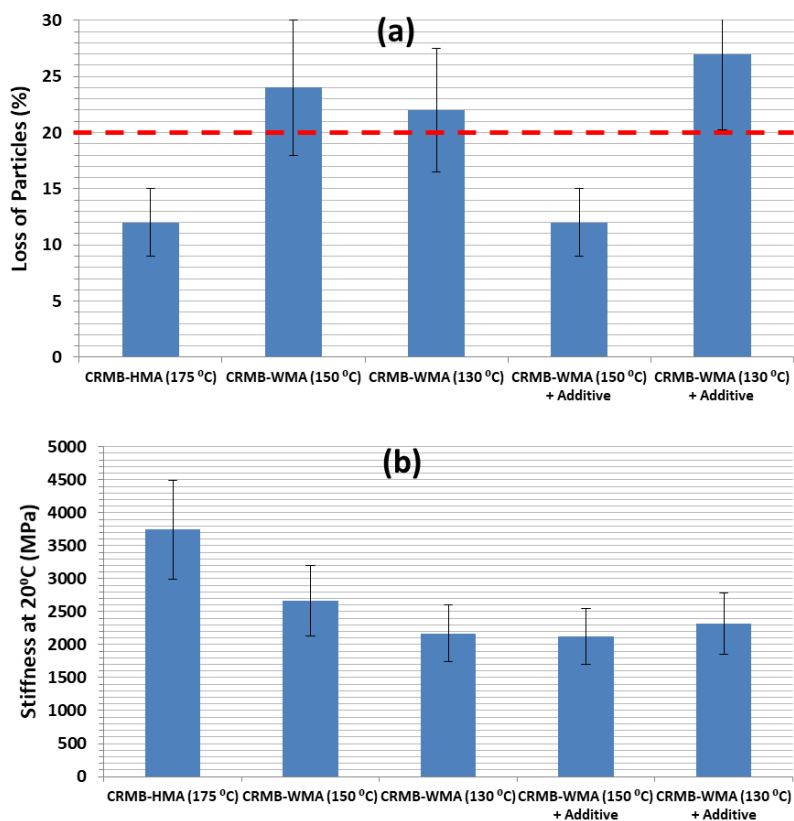 (a)
Loss of Particles (%)
30
25
20
15
10
5
0
CRMB-HMA (175 ⁰C) CRMB-WMA (150 ⁰C) CRMB-WMA (130 ⁰C) CRMB-WMA (150 ⁰C) CRMB-WMA (130 ⁰C)
+ Additive + Additive
(b)
Stiffness at 20⁰C (MPa)
5000
4500
4000
3500
3000
2500
2000
1500
1000
500
0
CRMB-HMA (175 ⁰C) CRMB-WMA (150 ⁰C) CRMB-WMA (130 ⁰C) CRMB-WMA (150 ⁰C) CRMB-WMA (130 ⁰C)
+ Additive + Additive